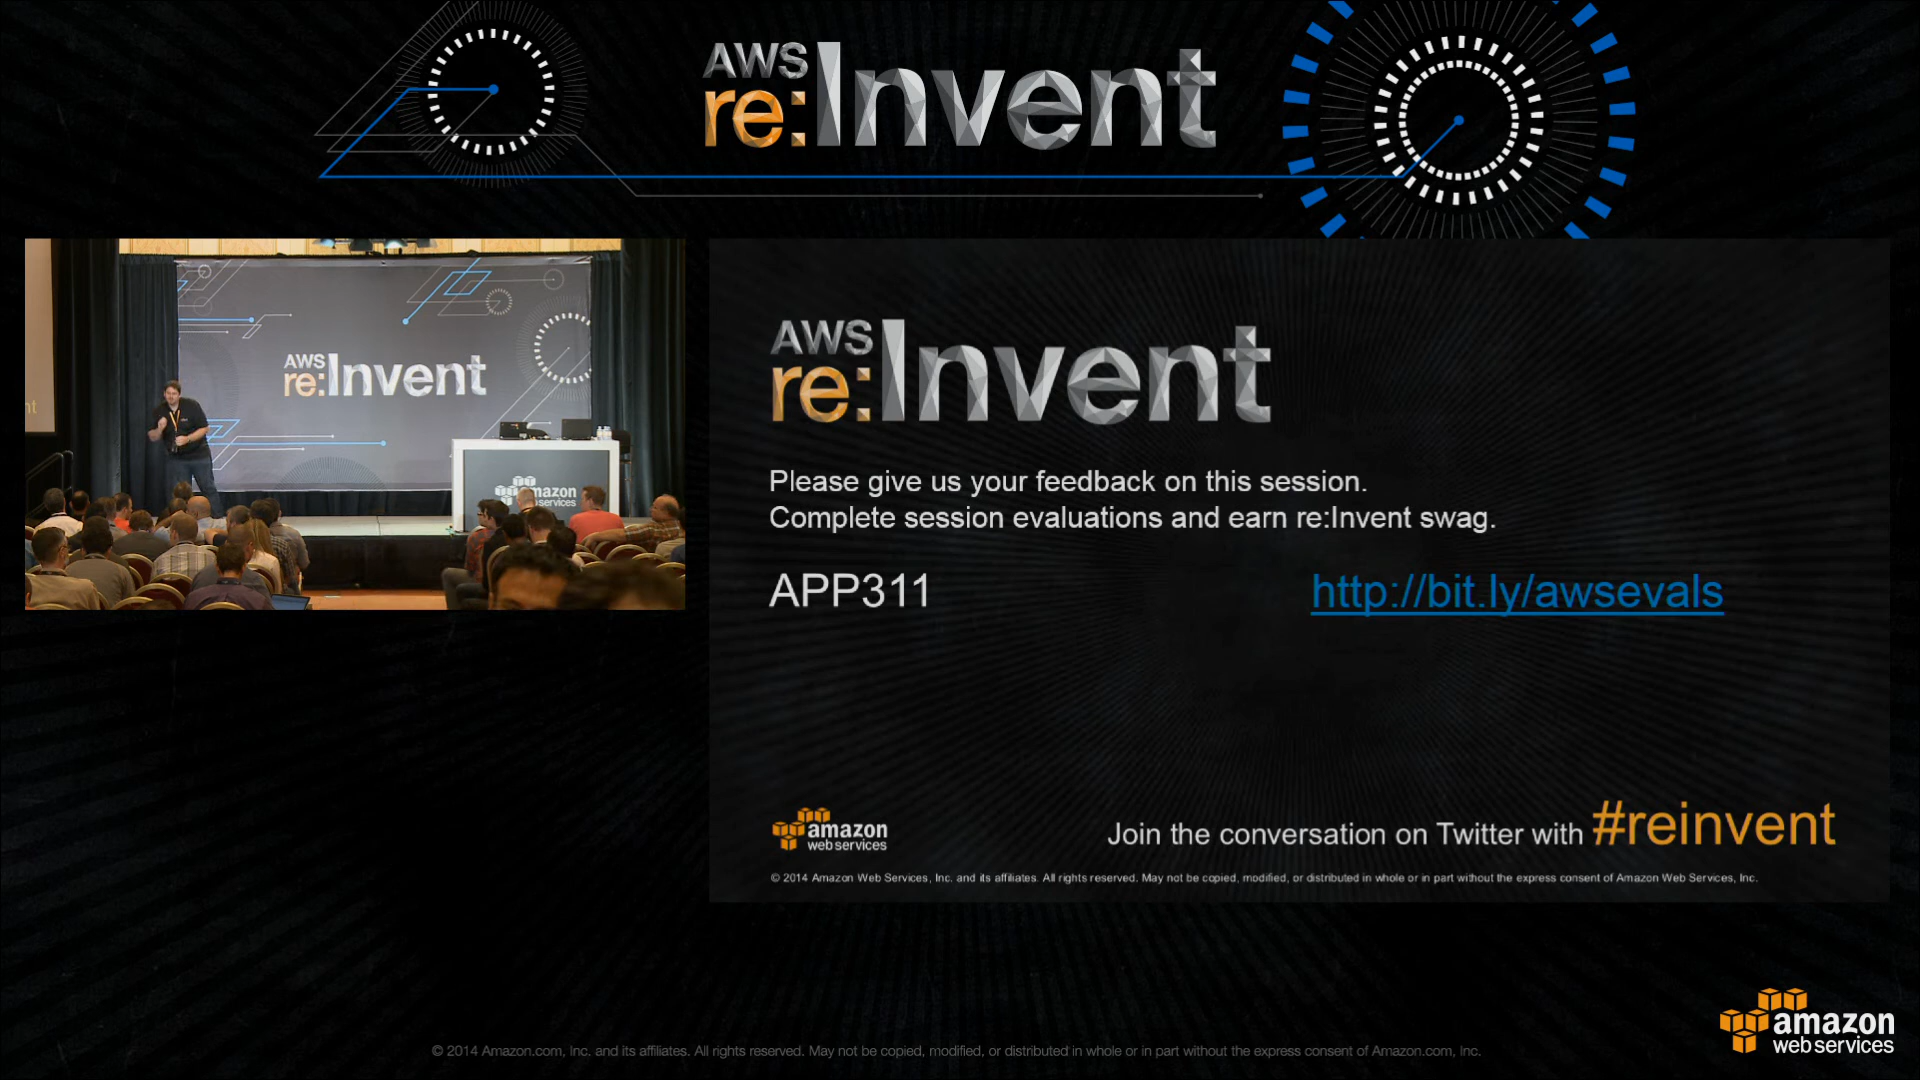 AWS
re:Invent
AWS
re:Invent
amazon
web services
AWS
re:Invent
Please give us your feedback on this session.
Complete session evaluations and earn re:Invent swag.
APP311
http://bit.ly/awsevals
amazon
web services
Join the conversation on Twitter with #reinvent
© 2014 Amazon Web Services, Inc. and its affiliates. All rights reserved. May not be copied, modified, or distributed in whole or in part without the express consent of Amazon Web Services, Inc.
amazon
web services
© 2014 Amazon.com, Inc. and its affiliates. All rights reserved. May not be copied, modified, or distributed in whole or in part without the express consent of Amazon.com, Inc.